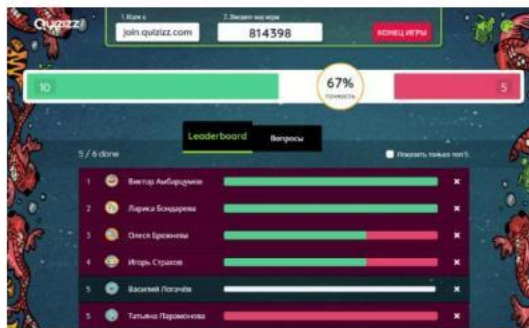 Quizizz
1. Идите к
2. Введите код игры
join.quizizz.com
814398
КОНЕЦ ИГРЫ
10
67%
точность
5
Leaderboard
Вопросы
5 / 6 done
Показать только топ 5
1 Виктор Амбарцумов
2 Лариса Бондарева
3 Олеся Брежнева
4 Игорь Страхов
5 Василий Логачёв
5 Татьяна Парамонова